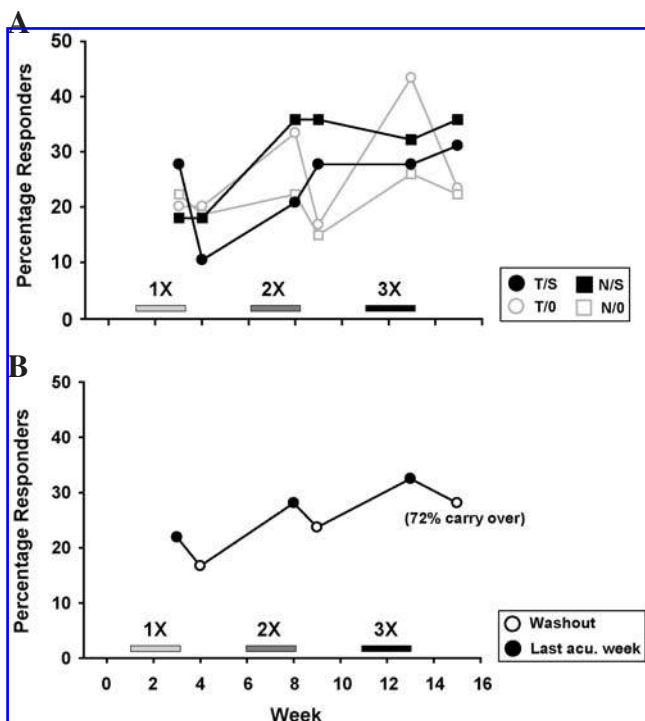 A
50
40
30
20
10
0
Percentage Responders
1X
2X
3X
T/S
N/S
T/0
N/0
B
50
40
30
20
10
0
Percentage Responders
(72% carry over)
1X
2X
3X
Washout
Last acu. week
0 2 4 6 8 10 12 14 16
Week